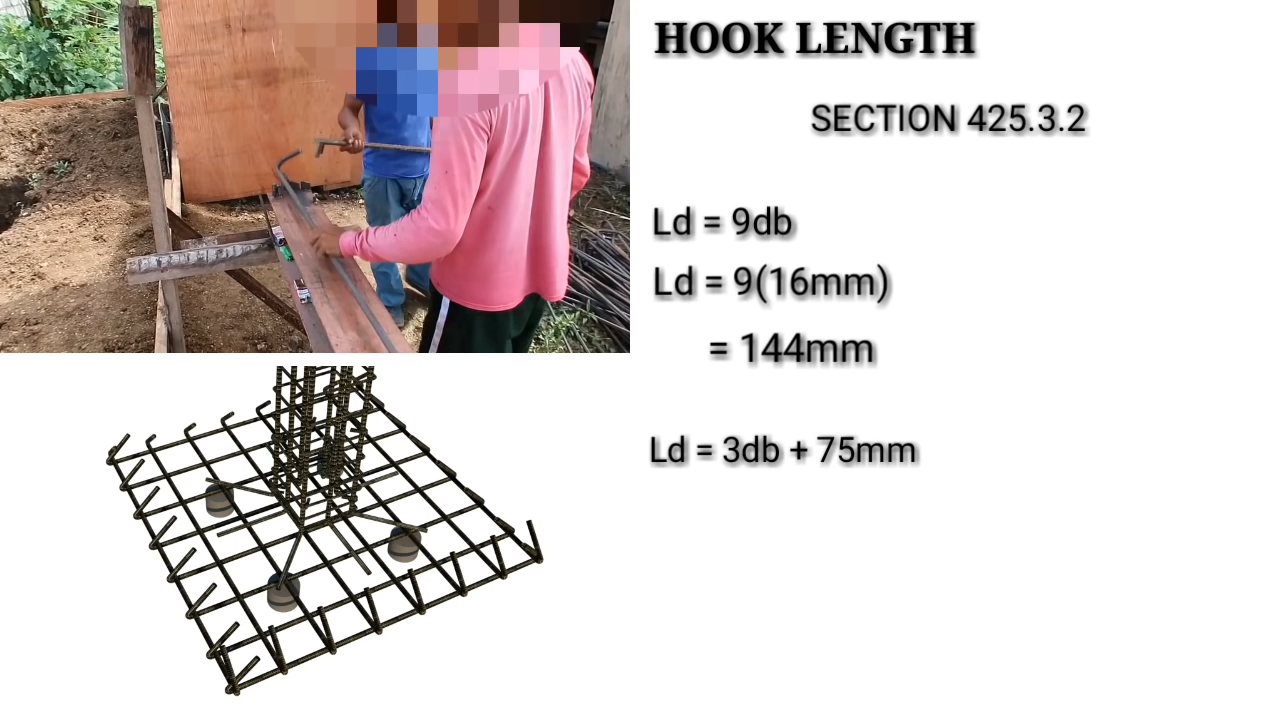 HOOK LENGTH
SECTION 425.3.2
Ld = 9db
Ld = 9(16mm)
= 144mm
Ld = 3db + 75mm